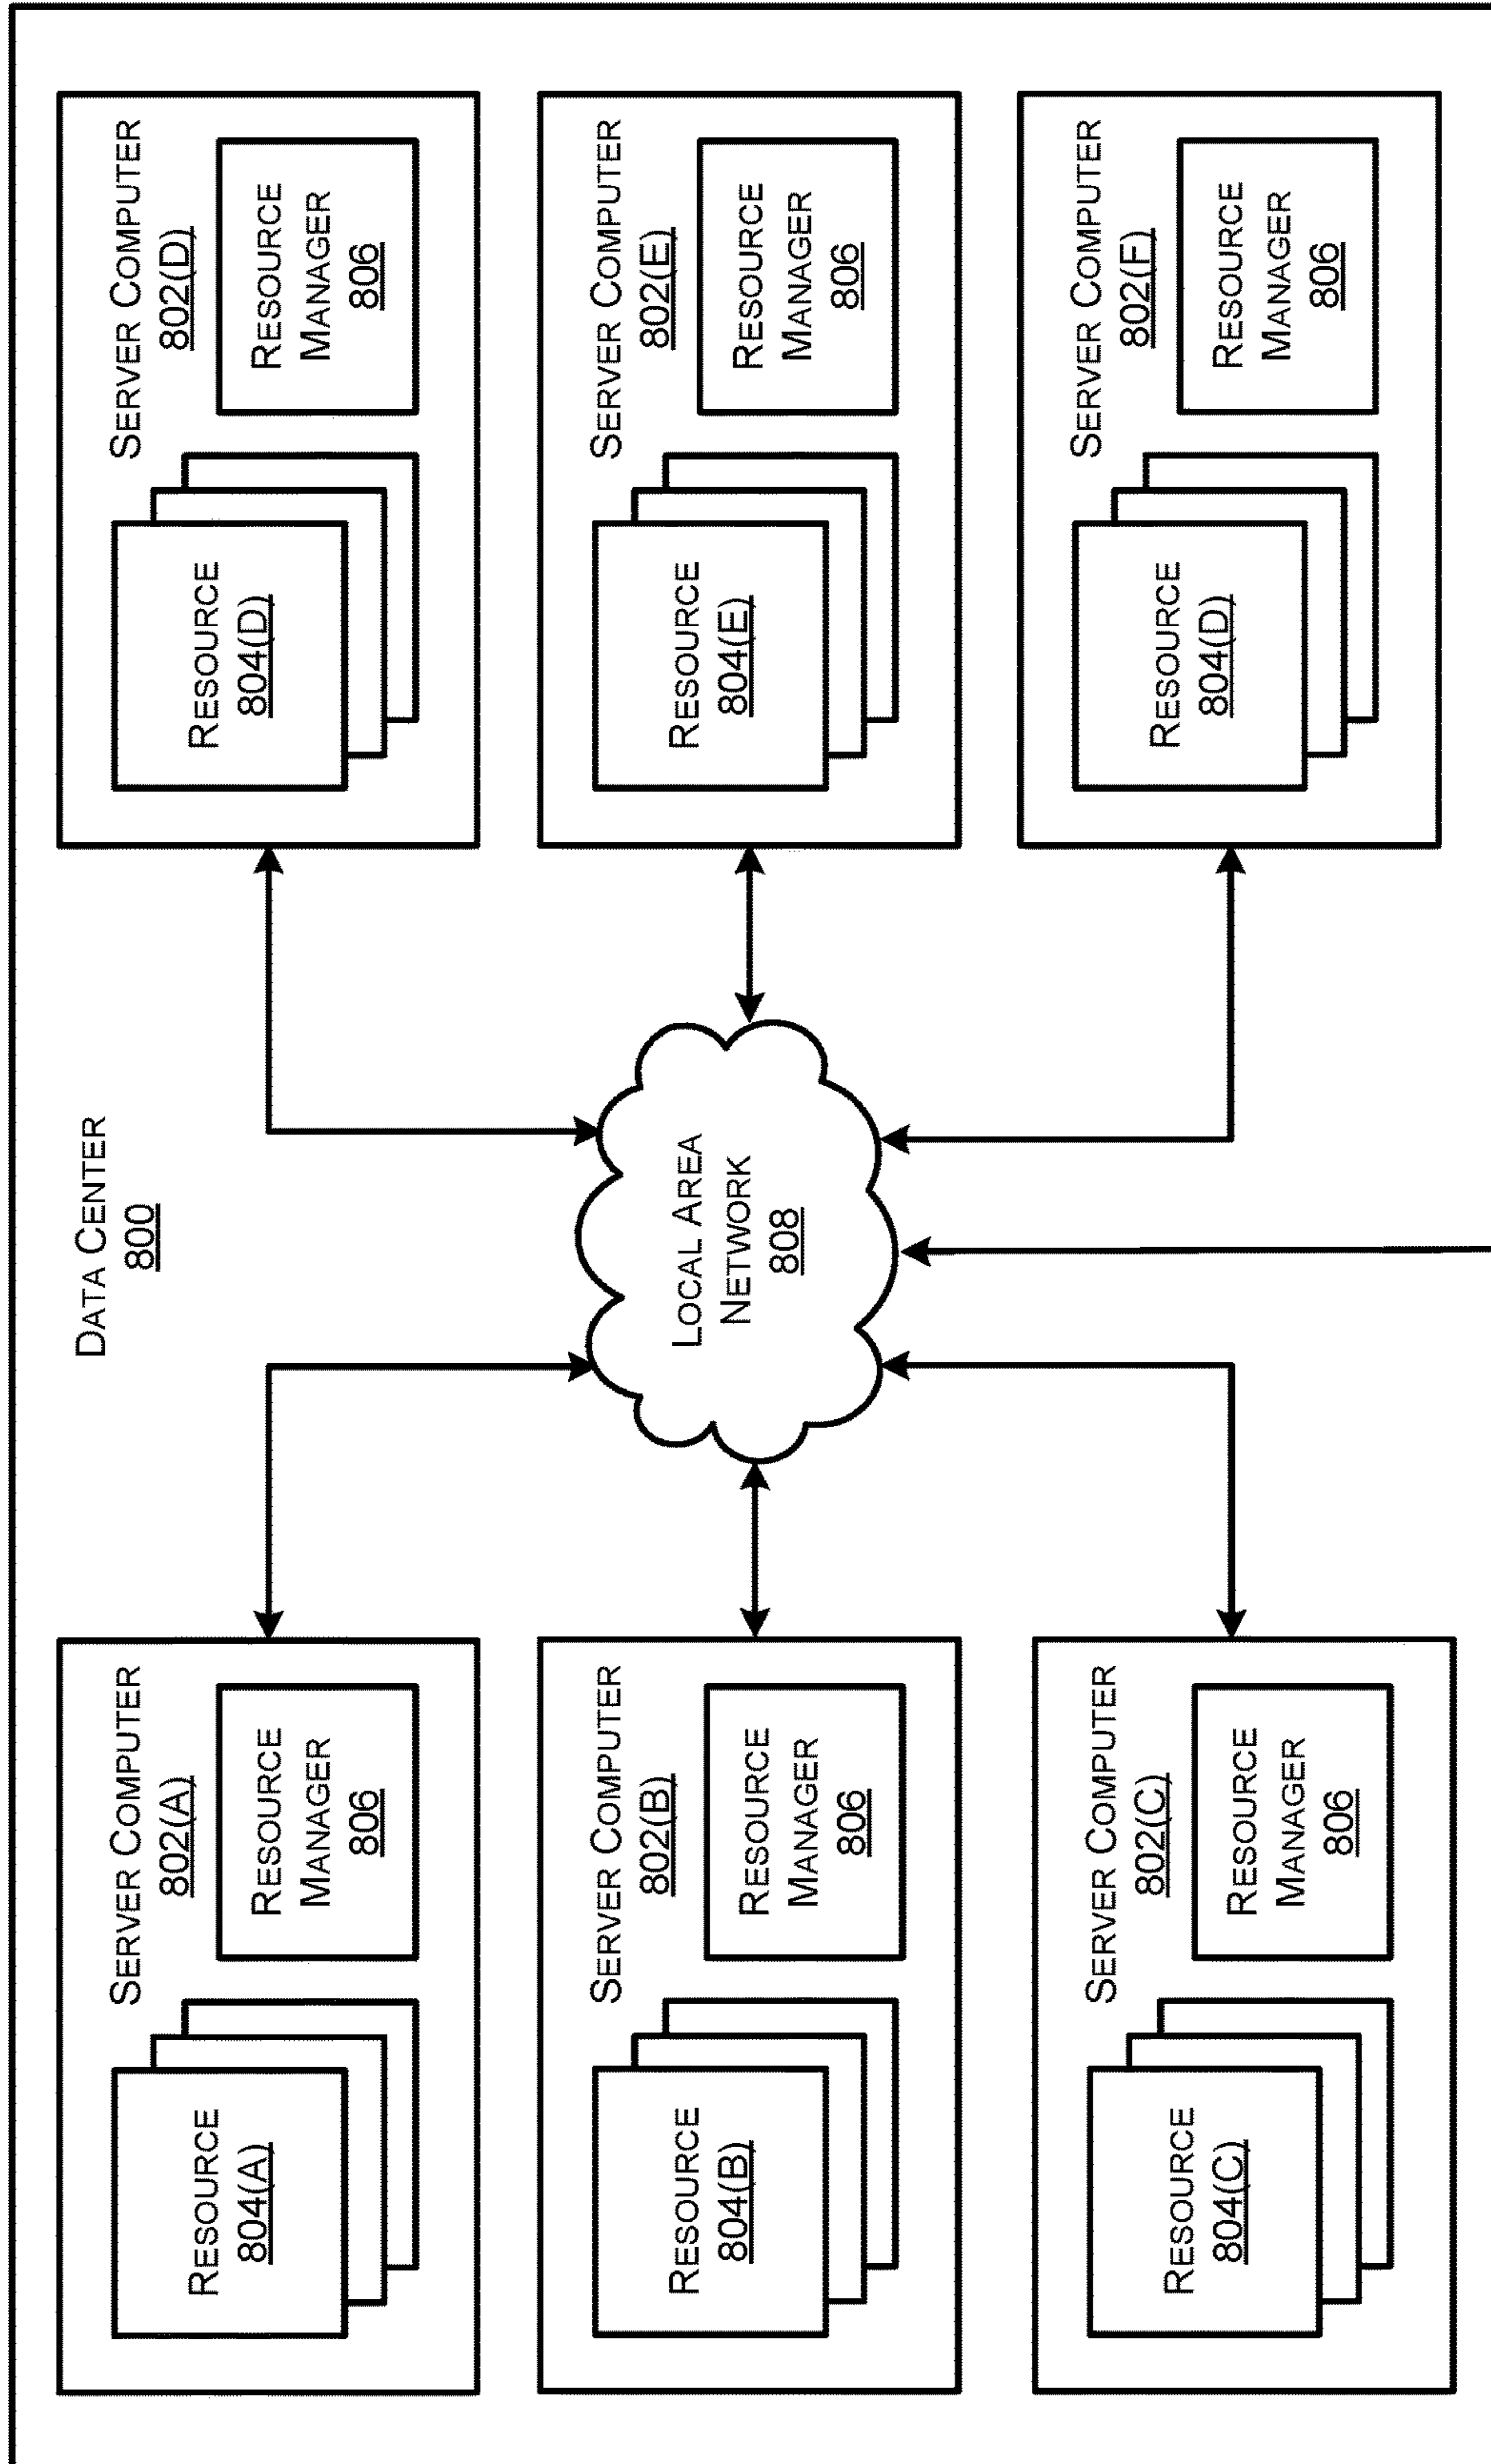 DATA CENTER
800
SERVER COMPUTER
802(A)
RESOURCE
804(A)
RESOURCE
MANAGER
806
SERVER COMPUTER
802(B)
RESOURCE
804(B)
RESOURCE
MANAGER
806
SERVER COMPUTER
802(C)
RESOURCE
804(C)
RESOURCE
MANAGER
806
LOCAL AREA
NETWORK
808
SERVER COMPUTER
802(D)
RESOURCE
804(D)
RESOURCE
MANAGER
806
SERVER COMPUTER
802(E)
RESOURCE
804(E)
RESOURCE
MANAGER
806
SERVER COMPUTER
802(F)
RESOURCE
804(D)
RESOURCE
MANAGER
806